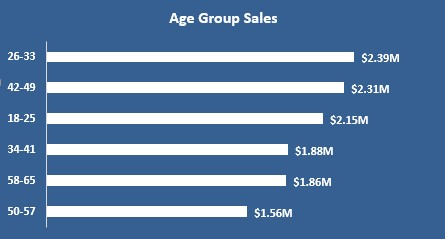 Age Group Sales
26-33 $2.39M
42-49 $2.31M
18-25 $2.15M
34-41 $1.88M
58-65 $1.86M
50-57 $1.56M